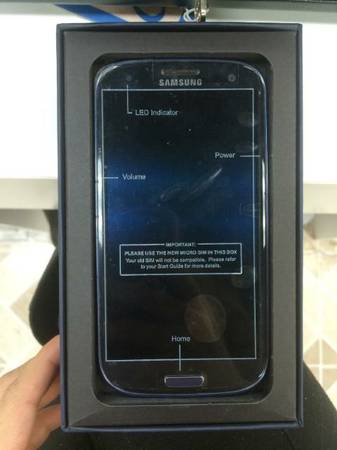 SAMSUNG
LED Indicator
Power
Volume
IMPORTANT:
PLEASE USE THE NEW MICRO SIM IN THIS BOX
Your old SIM will not be compatible. Please refer
to your Start Guide for more details.
Home